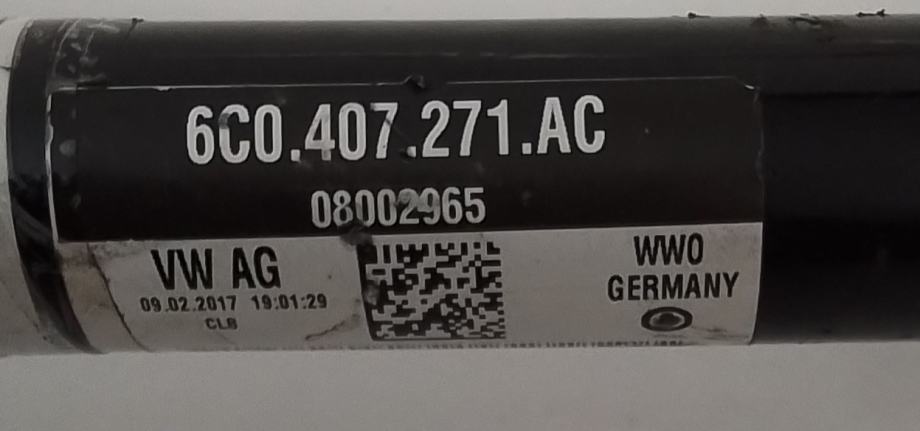 6C0.407.271.AC
08002965
VW AG
09.02.2017 19:01:29
CLB
WWO
GERMANY